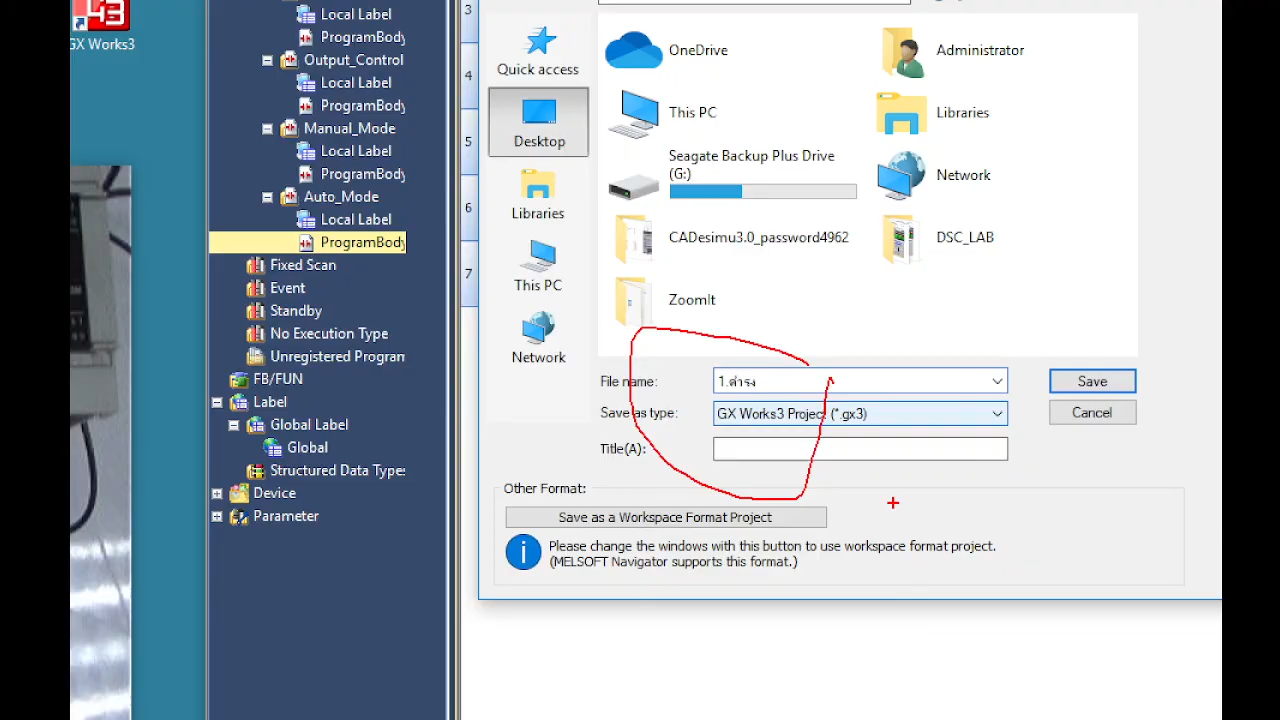 GX Works3
Local Label
ProgramBody
Output_Control
Local Label
ProgramBody
Manual_Mode
Local Label
ProgramBody
Auto_Mode
Local Label
ProgramBody
Fixed Scan
Event
Standby
No Execution Type
Unregistered Program
FB/FUN
Label
Global Label
Global
Structured Data Types
Device
Parameter
3
4
5
6
7
Quick access
Desktop
Libraries
This PC
Network
OneDrive
Administrator
This PC
Libraries
Seagate Backup Plus Drive
(G:)
Network
CADesimu3.0_password4962
DSC_LAB
ZoomIt
File name:
1.ดำรง
Save
Save as type:
GX Works3 Project (*.gx3)
Cancel
Title(A):
Other Format:
Save as a Workspace Format Project
Please change the windows with this button to use workspace format project.
(MELSOFT Navigator supports this format.)